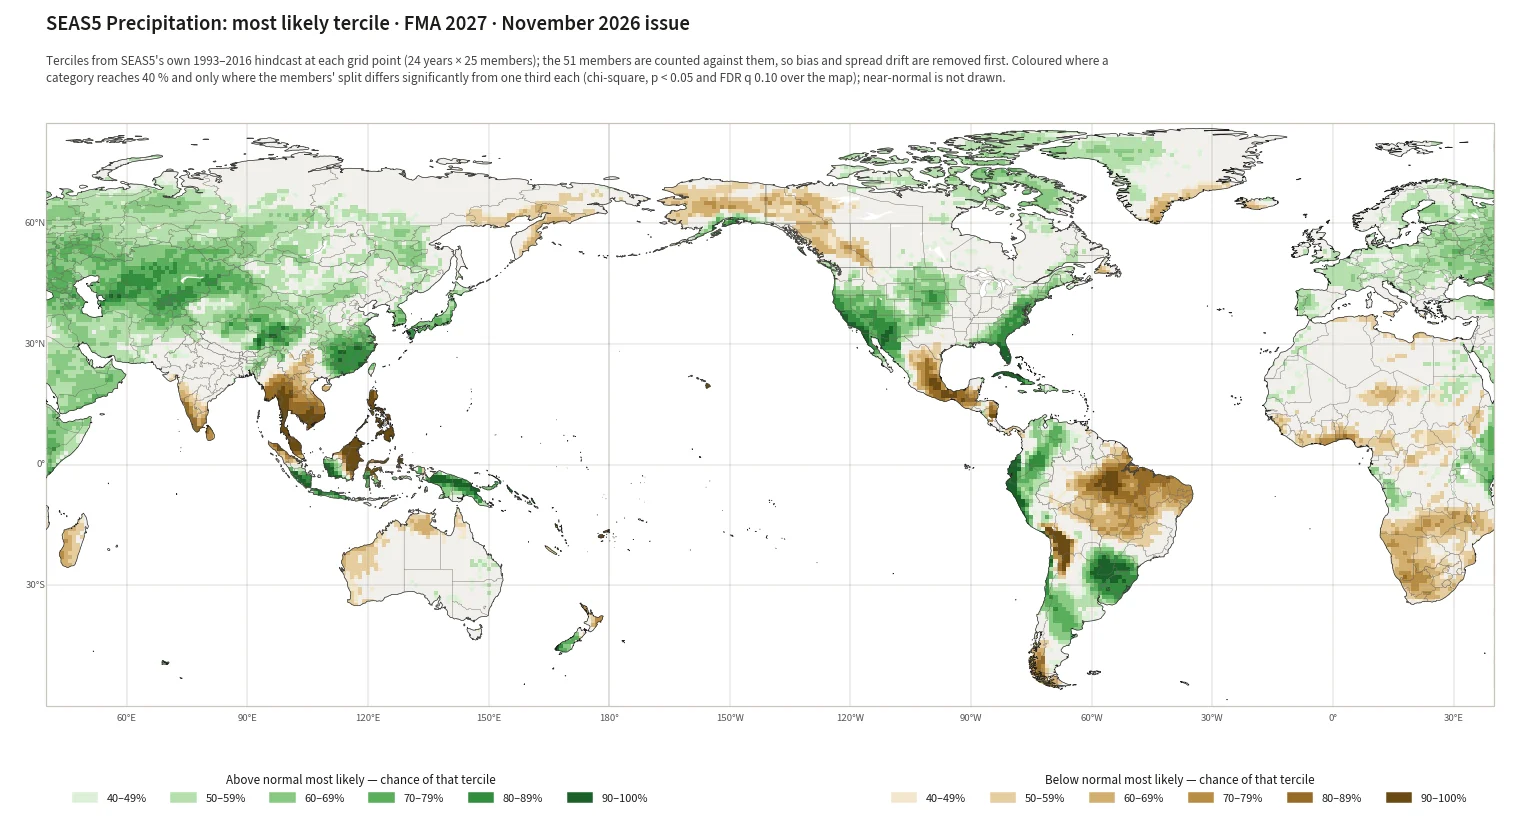 SEAS5 Precipitation: most likely tercile · FMA 2027 · November 2026 issue
Terciles from SEAS5's own 1993–2016 hindcast at each grid point (24 years × 25 members); the 51 members are counted against them, so bias and spread drift are removed first. Coloured where a
category reaches 40 % and only where the members' split differs significantly from one third each (chi-square, p < 0.05 and FDR q 0.10 over the map); near-normal is not drawn.
60°N
30°N
0°
30°S
60°E 90°E 120°E 150°E 180° 150°W 120°W 90°W 60°W 30°W 0° 30°E
Above normal most likely — chance of that tercile
40–49% 50–59% 60–69% 70–79% 80–89% 90–100%
Below normal most likely — chance of that tercile
40–49% 50–59% 60–69% 70–79% 80–89% 90–100%